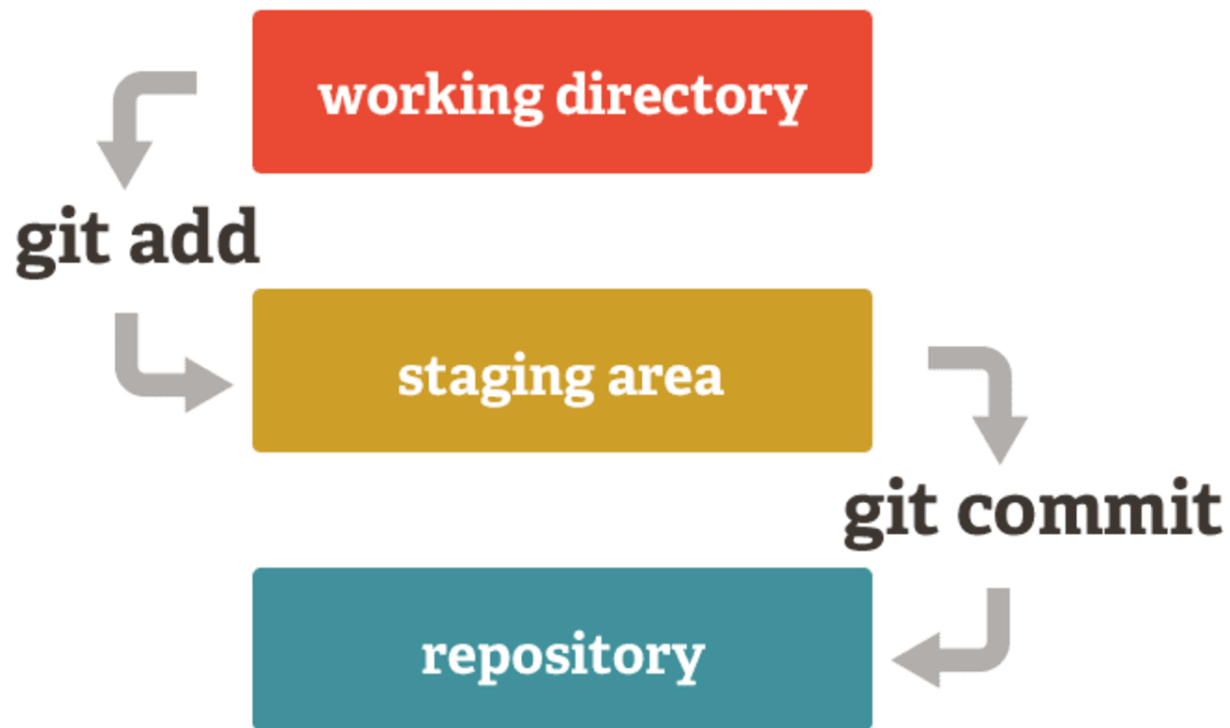 working directory
git add
staging area
git commit
repository